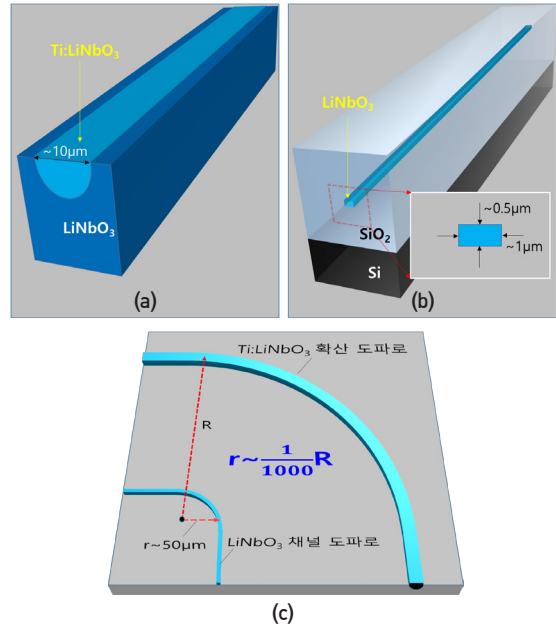 Ti:LiNbO₃
~10µm
LiNbO₃
(a)
LiNbO₃
SiO₂
Si
~0.5µm
~1µm
(b)
Ti:LiNbO₃ 확산 도파로
R
r~1/1000R
r~50µm
LiNbO₃ 채널 도파로
(c)